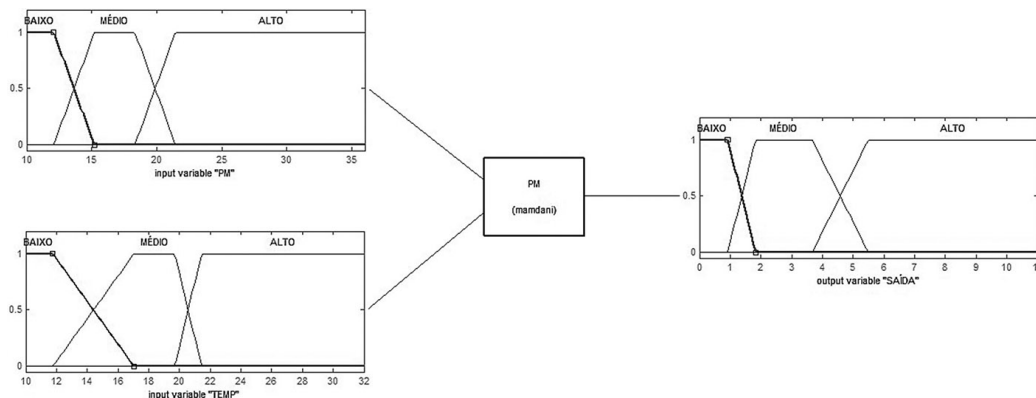 BAIXO MÉDIO ALTO
1
0.5
0
10 15 20 25 30 35
input variable "PM"
BAIXO MÉDIO ALTO
1
0.5
0
10 12 14 16 18 20 22 24 26 28 30 32
input variable "TEMP"
PM
(mamdani)
BAIXO MÉDIO ALTO
1
0.5
0
0 1 2 3 4 5 6 7 8 9 10 11
output variable "SAÍDA"